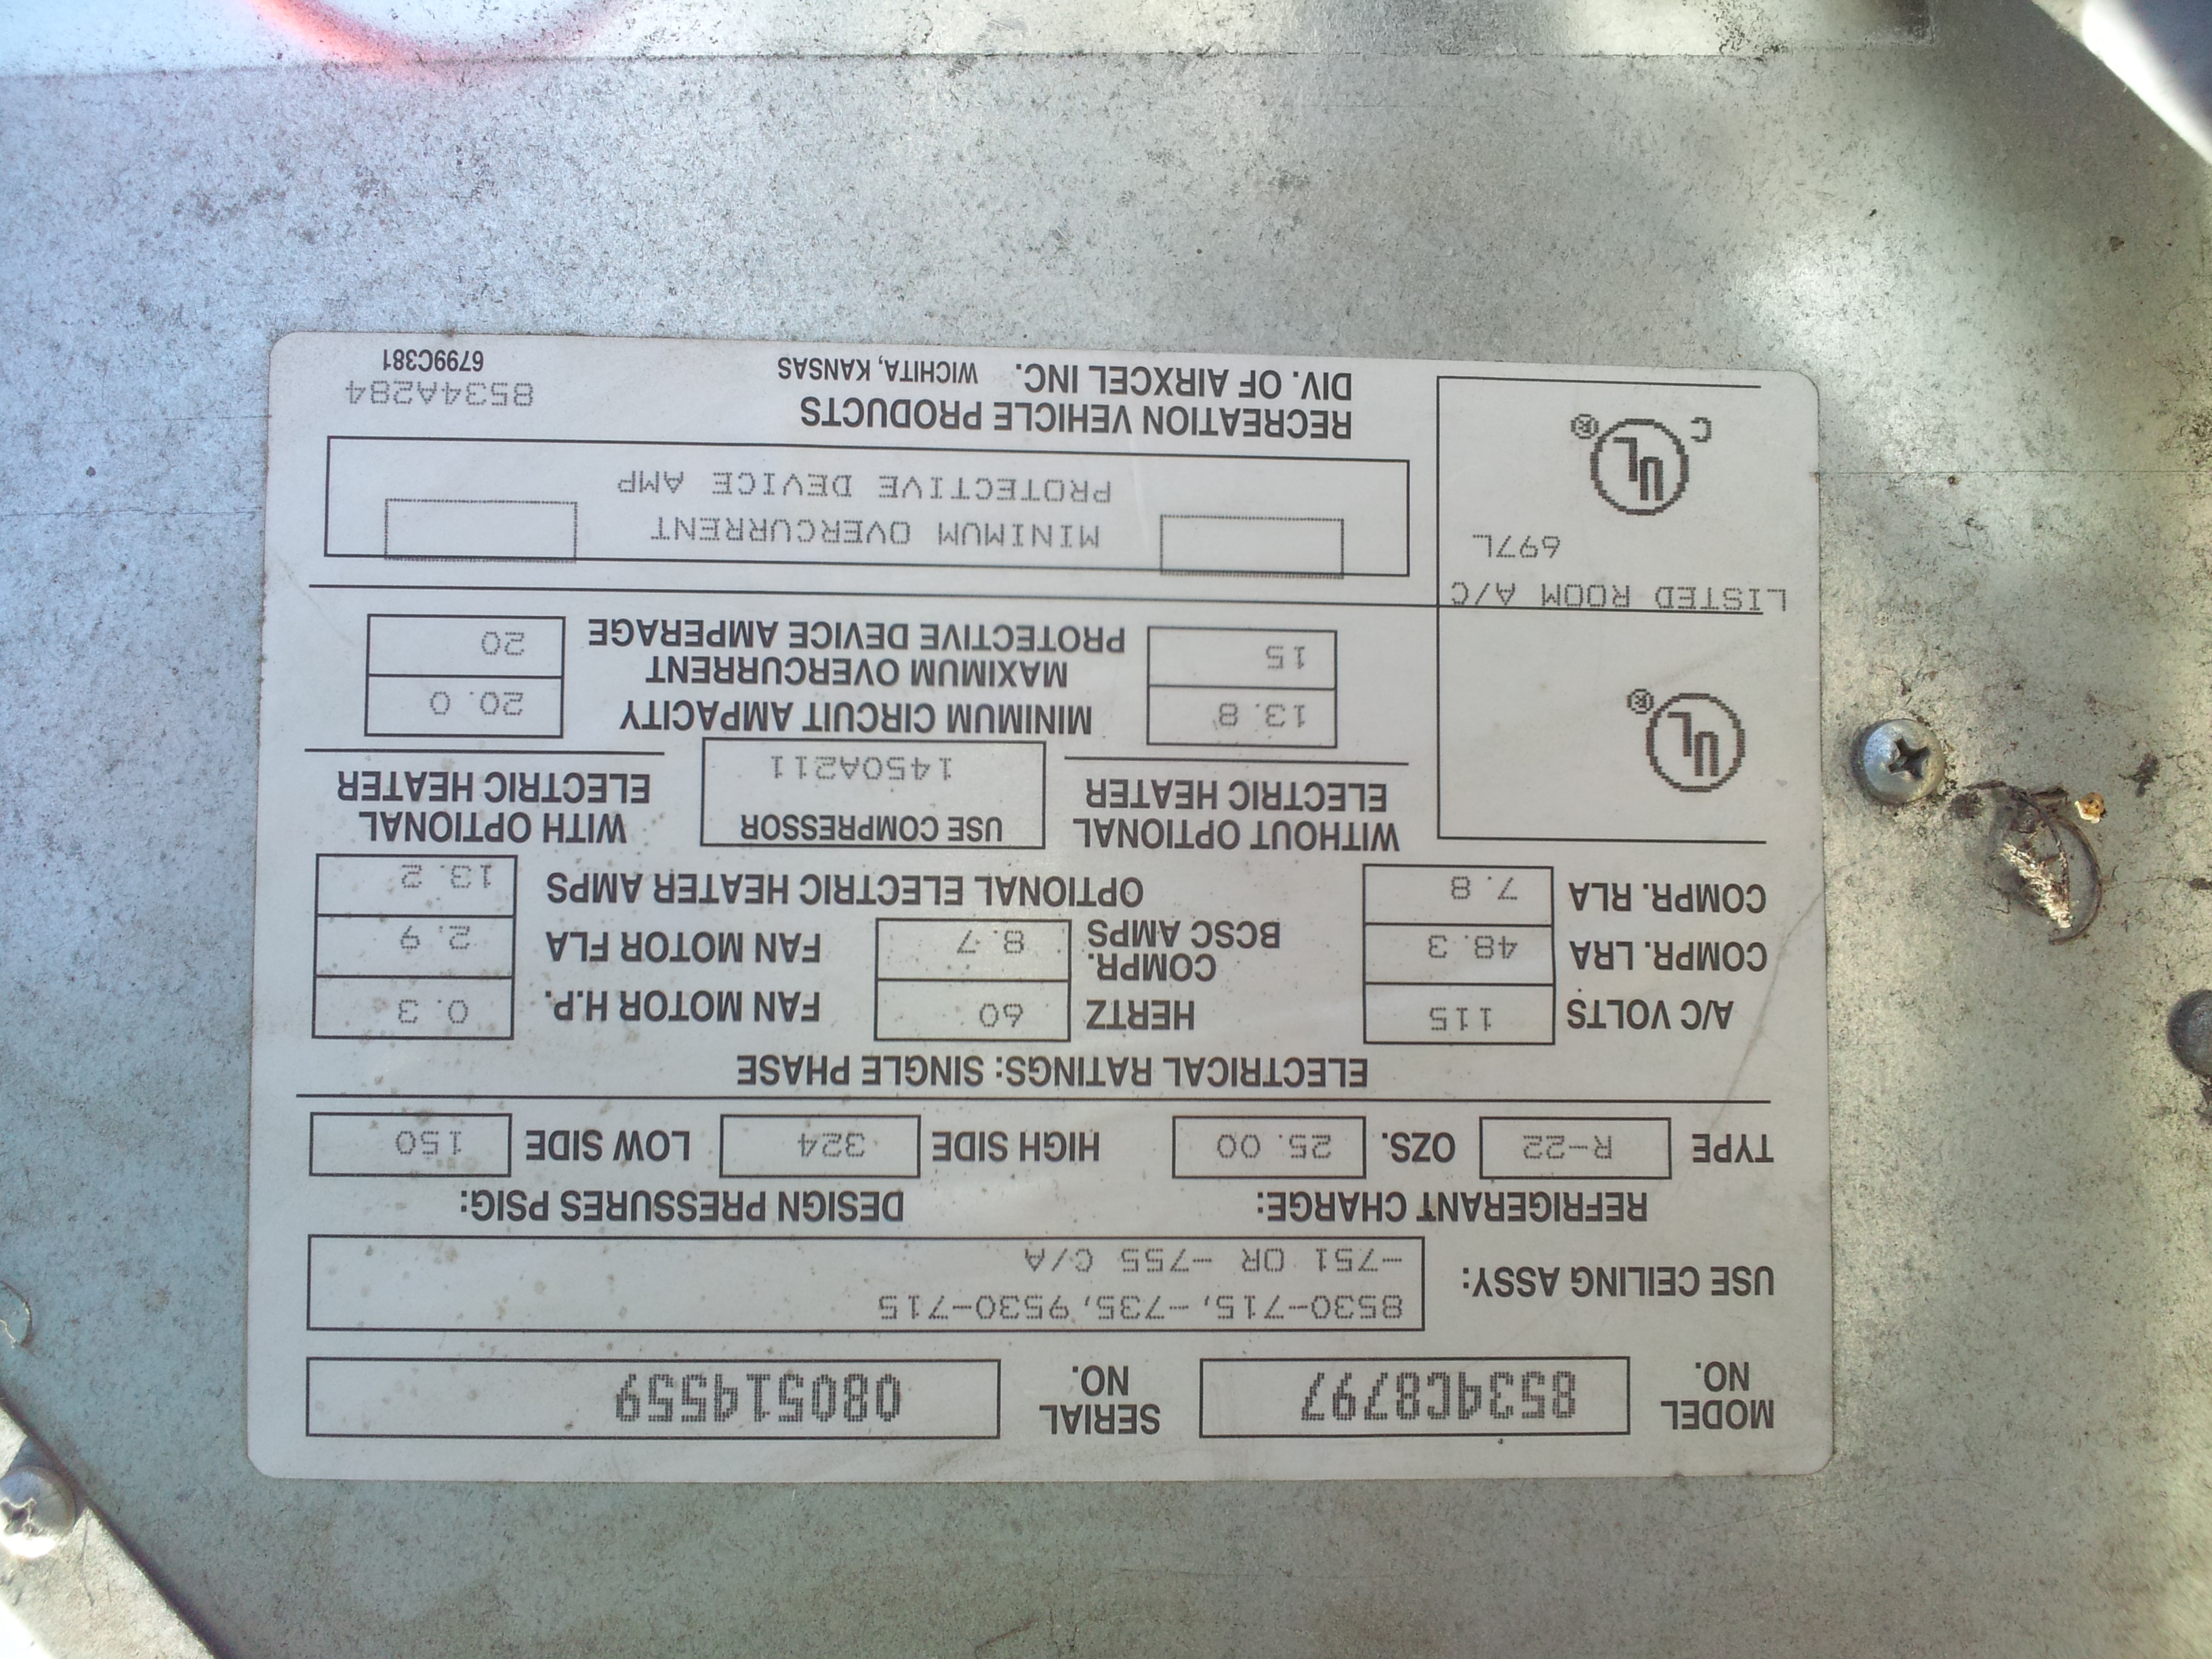 MODEL NO. 8534C8797 SERIAL NO. 080514559
USE CEILING ASSY: 8530-715,-735,9530-715
-751 OR -755 C/A
REFRIGERANT CHARGE: DESIGN PRESSURES PSIG:
TYPE R-22 OZS. 25.00 HIGH SIDE 324 LOW SIDE 150
ELECTRICAL RATINGS: SINGLE PHASE
A/C VOLTS 115 HERTZ 60 FAN MOTOR H.P. 0.3
COMPR. LRA 48.3 COMPR. BCSC AMPS 8.7 FAN MOTOR FLA 2.9
COMPR. RLA 7.8 OPTIONAL ELECTRIC HEATER AMPS 13.2
WITHOUT OPTIONAL
ELECTRIC HEATER
USE COMPRESSOR
1450A211
WITH OPTIONAL
ELECTRIC HEATER
13.8 MINIMUM CIRCUIT AMPACITY 20.0
15 MAXIMUM OVERCURRENT
PROTECTIVE DEVICE AMPERAGE 20
UL ®
LISTED ROOM A/C
697L
C UL ®
MINIMUM OVERCURRENT
PROTECTIVE DEVICE AMP
RECREATION VEHICLE PRODUCTS
DIV. OF AIRXCEL INC. WICHITA, KANSAS
8534A284
6799C381